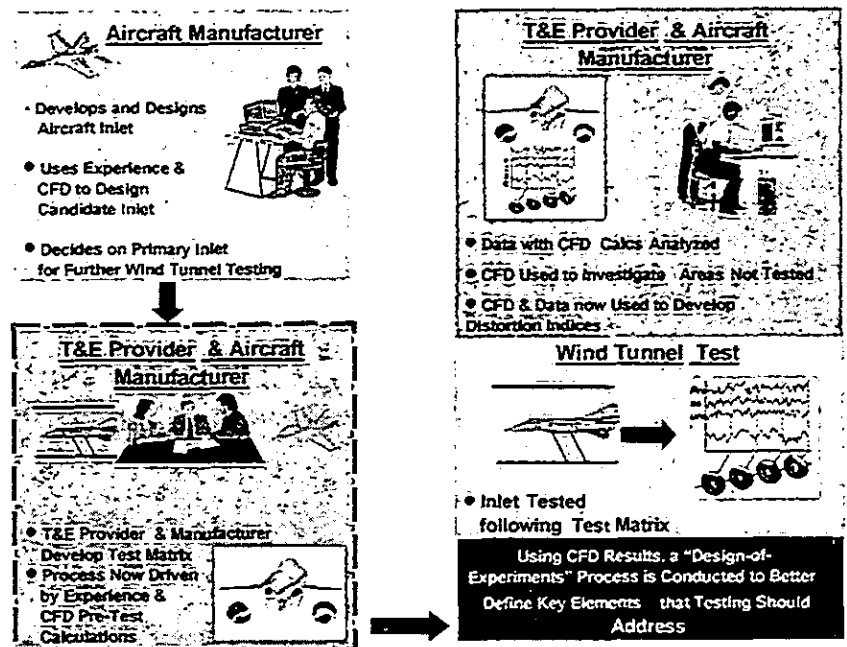 Aircraft Manufacturer
• Develops and Designs
Aircraft Inlet
• Uses Experience &
CFD to Design
Candidate Inlet
• Decides on Primary Inlet
for Further Wind Tunnel Testing
T&E Provider & Aircraft
Manufacturer
• T&E Provider & Manufacturer
Develop Test Matrix
• Process Now Driven
by Experience &
CFD Pre-Test
Calculations
T&E Provider & Aircraft
Manufacturer
• Data with CFD Calcs Analyzed
• CFD Used to Investigate Areas Not Tested
• CFD & Data now Used to Develop
Distortion Indices
Wind Tunnel Test
• Inlet Tested
following Test Matrix
Using CFD Results, a "Design-of-
Experiments" Process is Conducted to Better
Define Key Elements that Testing Should
Address